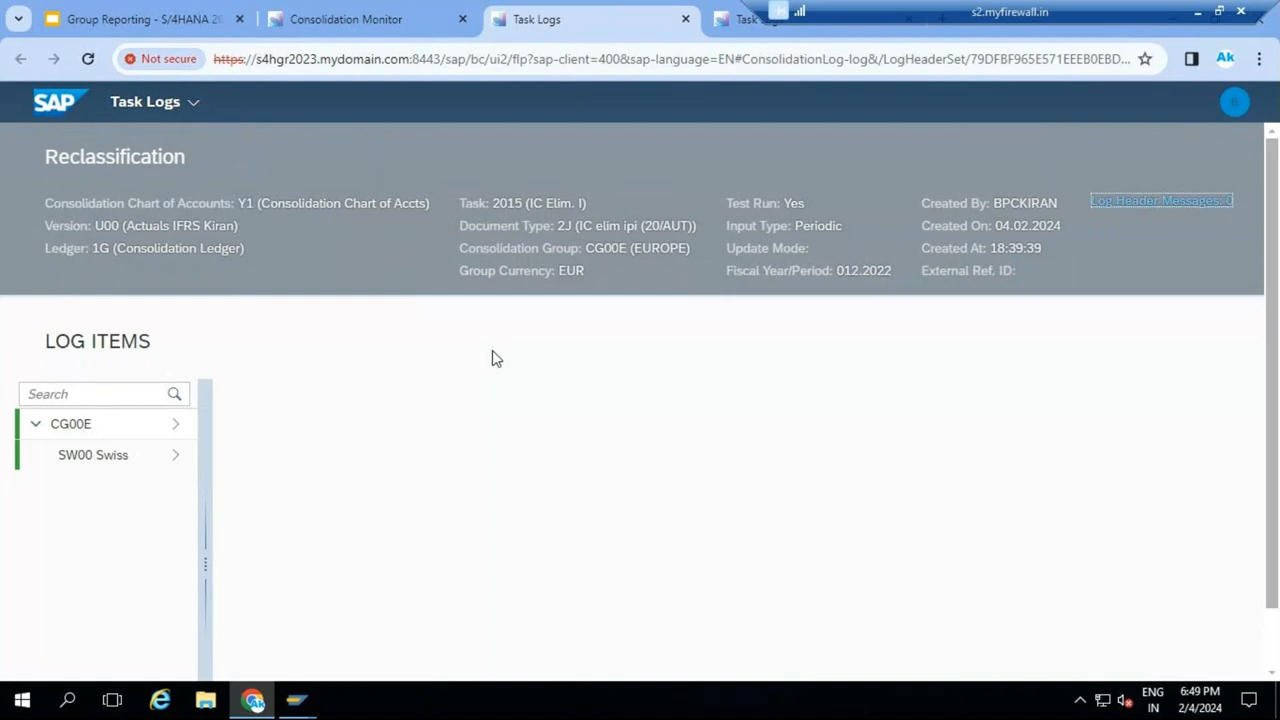 Group Reporting - S/4HANA 20
Consolidation Monitor
Task Logs
s2.myfirewall.in
Not secure
https://s4hgr2023.mydomain.com:8443/sap/bc/ui2/flp?sap-client=400&sap-language=EN#ConsolidationLog-log&/LogHeaderSet/79DFBF965E571EEEB0EBD...
Ak
SAP
Task Logs
Reclassification
Consolidation Chart of Accounts: Y1 (Consolidation Chart of Accts)
Version: U00 (Actuals IFRS Kiran)
Ledger: 1G (Consolidation Ledger)
Task: 2015 (IC Elim. I)
Document Type: 2J (IC elim ipi (20/AUT))
Consolidation Group: CG00E (EUROPE)
Group Currency: EUR
Test Run: Yes
Input Type: Periodic
Update Mode:
Fiscal Year/Period: 012.2022
Created By: BPCKIRAN
Created On: 04.02.2024
Created At: 18:39:39
External Ref, ID:
Log Header Messages: 0
LOG ITEMS
Search
CG00E
SW00 Swiss
Ak
ENG
IN
6:49 PM
2/4/2024